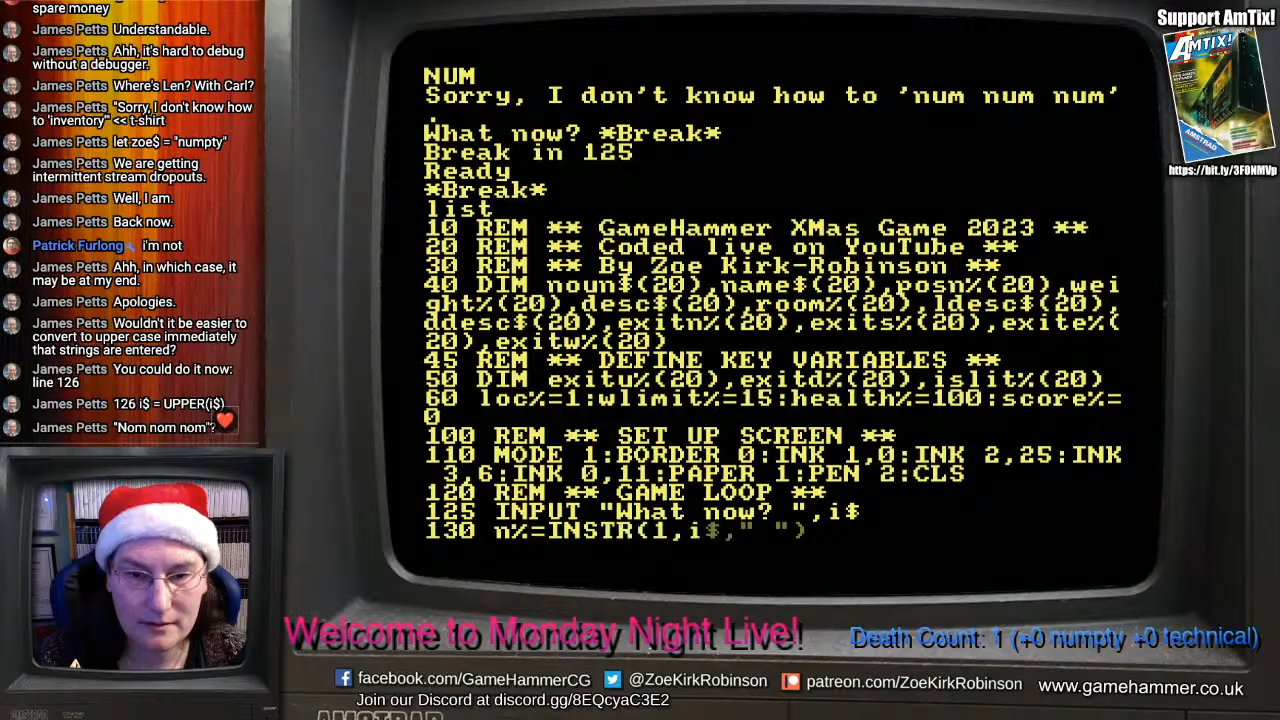 spare money
James Petts Understandable.
James Petts Ahh, it's hard to debug
without a debugger.
James Petts Where's Len? With Carl?
James Petts "Sorry, I don't know how
to 'inventory'" << t-shirt
James Petts let zoe$ = "numpty"
James Petts We are getting
intermittent stream dropouts.
James Petts Well, I am.
James Petts Back now.
Patrick Furlong i'm not
James Petts Ahh, in which case, it
may be at my end.
James Petts Apologies.
James Petts Wouldn't it be easier to
convert to upper case immediately
that strings are entered?
James Petts You could do it now:
line 126
James Petts 126 i$ = UPPER(i$)
James Petts "Nom nom nom"?
NUM
Sorry, I don't know how to 'num num num'
.
What now? *Break*
Break in 125
Ready
*Break*
list
10 REM ** GameHammer XMas Game 2023 **
20 REM ** Coded live on YouTube **
30 REM ** By Zoe Kirk-Robinson **
40 DIM noun$(20),name$(20),posn%(20),wei
ght%(20),desc$(20),room%(20),ldesc$(20),
ddesc$(20),exitn%(20),exits%(20),exite%(
20),exitw%(20)
45 REM ** DEFINE KEY VARIABLES **
50 DIM exitu%(20),exitd%(20),islit%(20)
60 loc%=1:wlimit%=15:health%=100:score%=
0
100 REM ** SET UP SCREEN **
110 MODE 1:BORDER 0:INK 1,0:INK 2,25:INK
3,6:INK 0,11:PAPER 1:PEN 2:CLS
120 REM ** GAME LOOP **
125 INPUT "What now? ",i$
130 n%=INSTR(1,i$," ")
Support AmTix!
AMTIX!
AMSTRAD
https://bit.ly/3F0NMVp
Welcome to Monday Night Live!
Death Count: 1 (+0 numpty +0 technical)
facebook.com/GameHammerCG
@ZoeKirkRobinson
patreon.com/ZoeKirkRobinson
www.gamehammer.co.uk
Join our Discord at discord.gg/8EQcyaC3E2
AMSTRAD